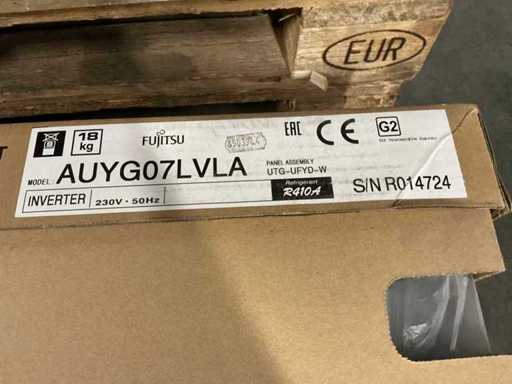 EUR
18
kg
FUJITSU
EAC CE G2
MODEL: AUYG07LVLA
PANEL ASSEMBLY
UTG-UFYD-W
INVERTER 230V - 50Hz
Refrigerant
R410A
S/N R014724